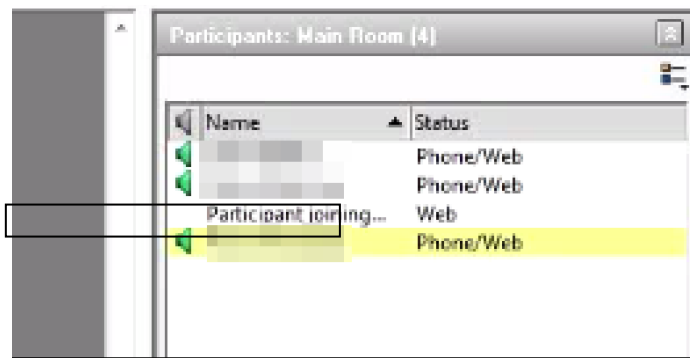 Participants: Main Room (4)
Name Status
Phone/Web
Phone/Web
Participant joining... Web
Phone/Web